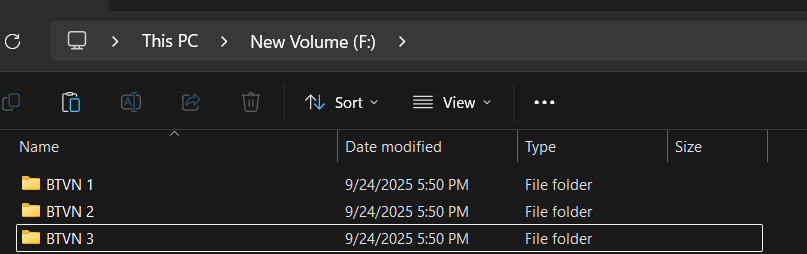 This PC New Volume (F:)
Sort View
Name Date modified Type Size
BTVN 1 9/24/2025 5:50 PM File folder
BTVN 2 9/24/2025 5:50 PM File folder
BTVN 3 9/24/2025 5:50 PM File folder